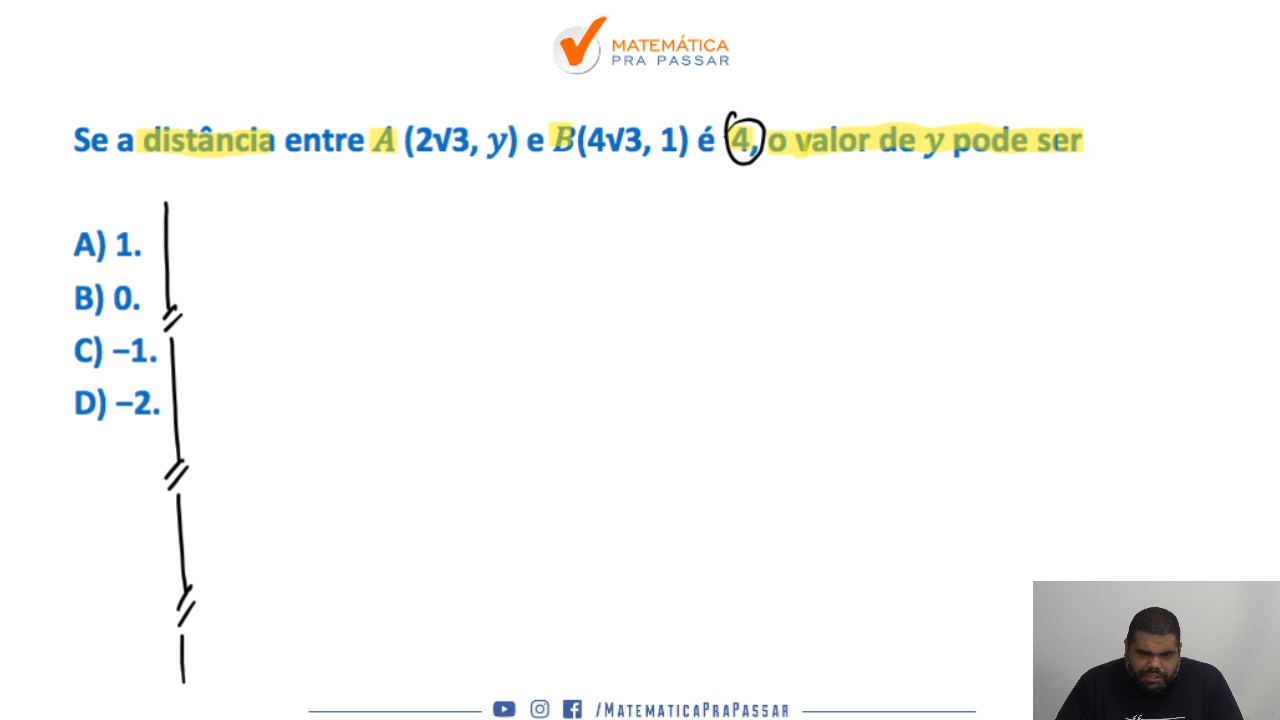 MATEMÁTICA
PRA PASSAR
Se a distância entre A (2√3, y) e B(4√3, 1) é 4, o valor de y pode ser
A) 1.
B) 0.
C) –1.
D) –2.
/MATEMATICAPRAPASSAR